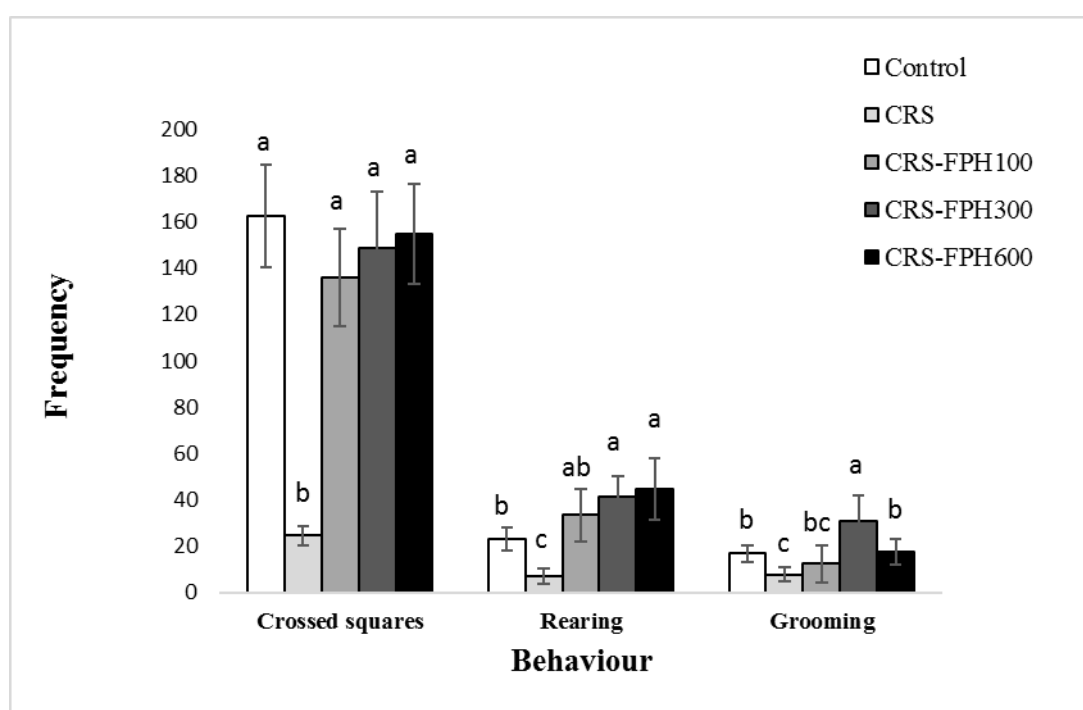 Control
CRS
CRS-FPH100
CRS-FPH300
CRS-FPH600
Frequency
200
180
160
140
120
100
80
60
40
20
0
a
b
a
a
a
b
c
ab
a
a
b
c
bc
a
b
Crossed squares
Rearing
Grooming
Behaviour